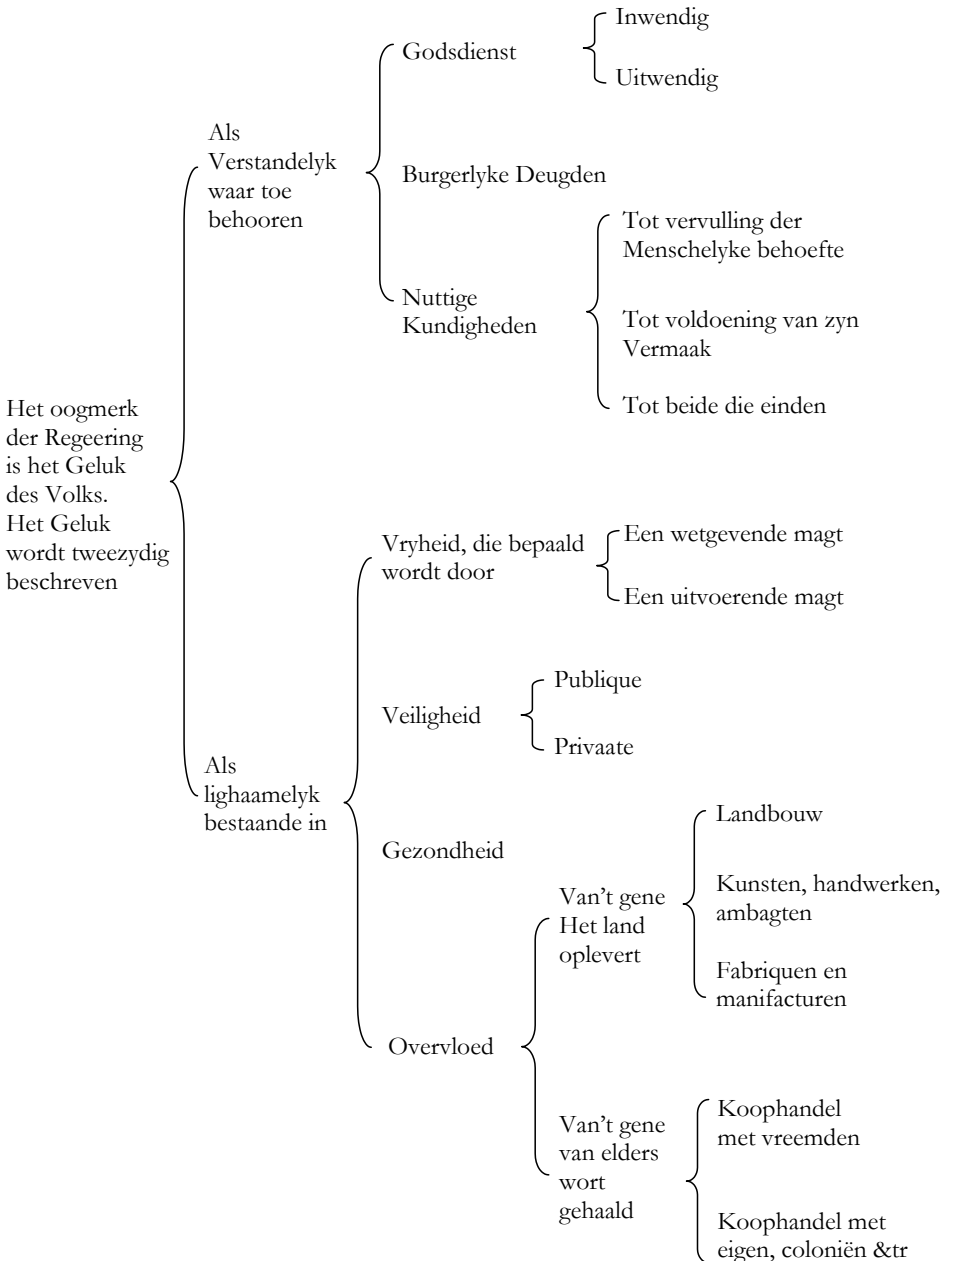 Het oogmerk
der Regeering
is het Geluk
des Volks.
Het Geluk
wordt tweezydig
beschreven
Als
Verstandelyk
waar toe
behooren
Godsdienst
Inwendig
Uitwendig
Burgerlyke Deugden
Nuttige
Kundigheden
Tot vervulling der
Menschelyke behoefte
Tot voldoening van zyn
Vermaak
Tot beide die einden
Als
lighaamelyk
bestaande in
Vryheid, die bepaald
wordt door
Een wetgevende magt
Een uitvoerende magt
Veiligheid
Publique
Privaate
Gezondheid
Overvloed
Van't gene
Het land
oplevert
Landbouw
Kunsten, handwerken,
ambagten
Fabriquen en
manifacturen
Van't gene
van elders
wort
gehaald
Koophandel
met vreemden
Koophandel met
eigen, coloniën &tr